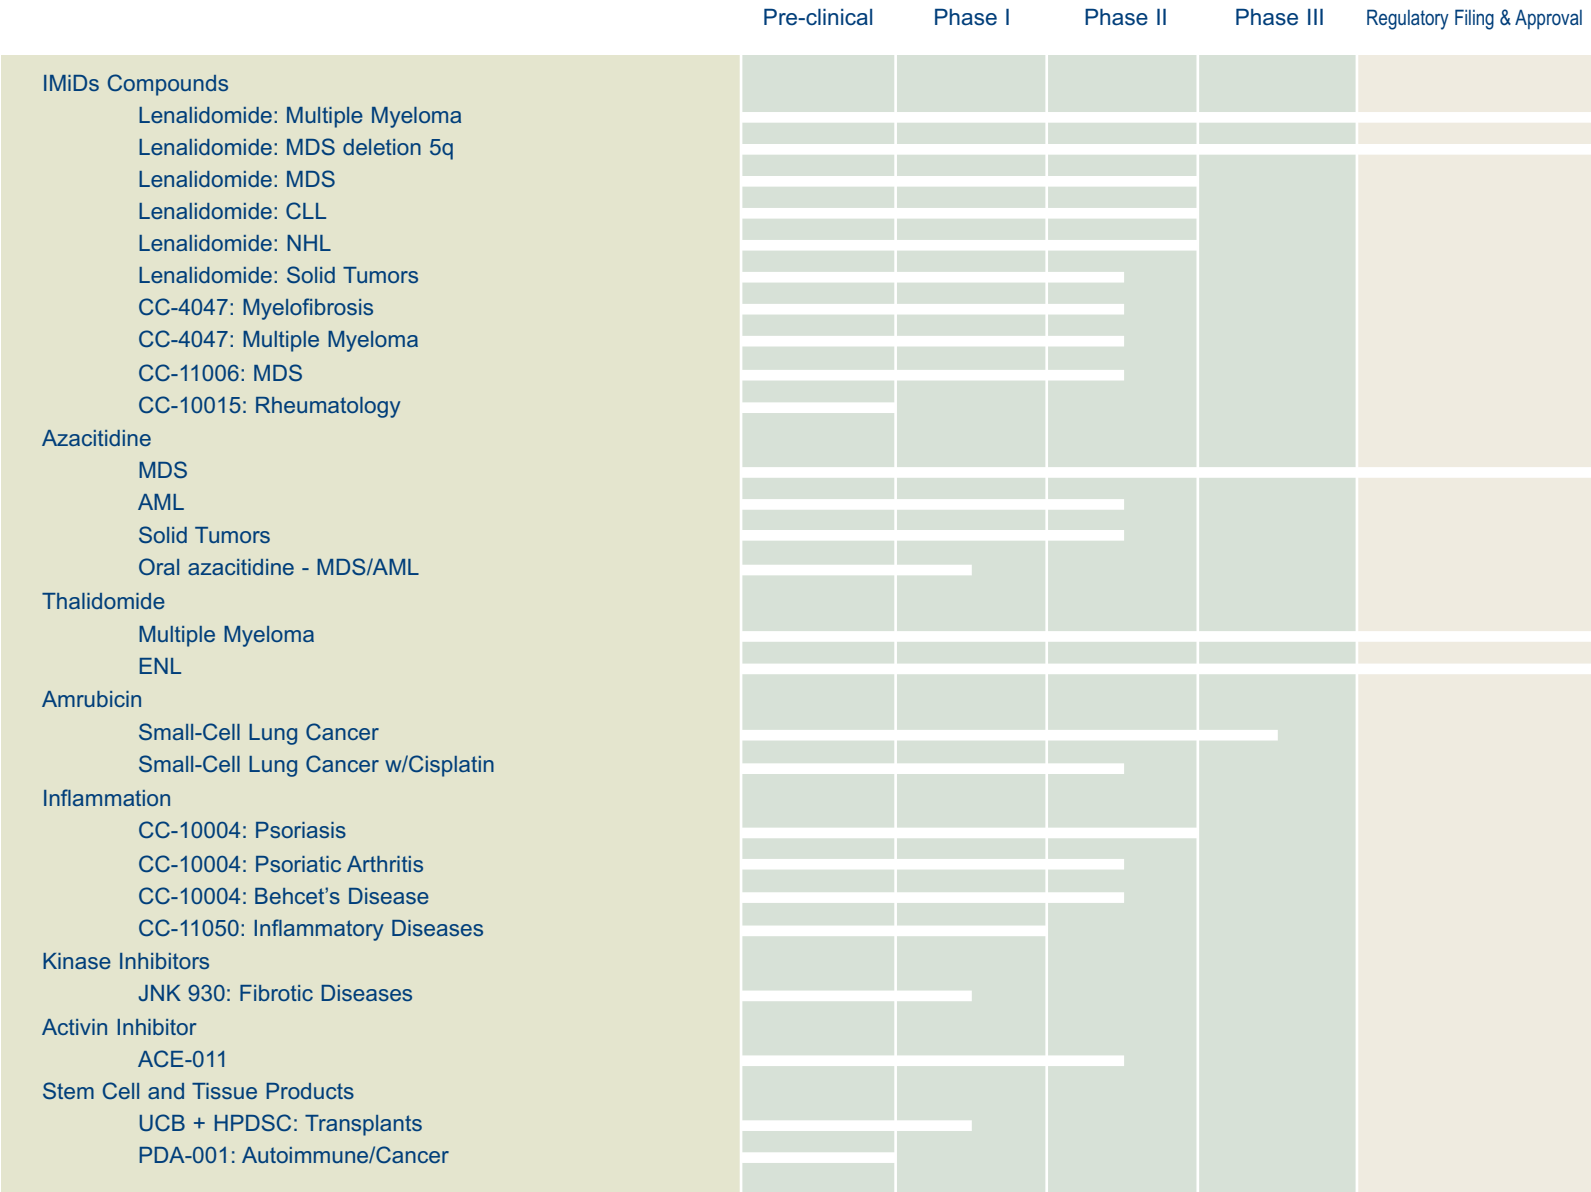 Pre-clinical Phase I Phase II Phase III Regulatory Filing & Approval
IMiDs Compounds
Lenalidomide: Multiple Myeloma
Lenalidomide: MDS deletion 5q
Lenalidomide: MDS
Lenalidomide: CLL
Lenalidomide: NHL
Lenalidomide: Solid Tumors
CC-4047: Myelofibrosis
CC-4047: Multiple Myeloma
CC-11006: MDS
CC-10015: Rheumatology
Azacitidine
MDS
AML
Solid Tumors
Oral azacitidine - MDS/AML
Thalidomide
Multiple Myeloma
ENL
Amrubicin
Small-Cell Lung Cancer
Small-Cell Lung Cancer w/Cisplatin
Inflammation
CC-10004: Psoriasis
CC-10004: Psoriatic Arthritis
CC-10004: Behcet’s Disease
CC-11050: Inflammatory Diseases
Kinase Inhibitors
JNK 930: Fibrotic Diseases
Activin Inhibitor
ACE-011
Stem Cell and Tissue Products
UCB + HPDSC: Transplants
PDA-001: Autoimmune/Cancer